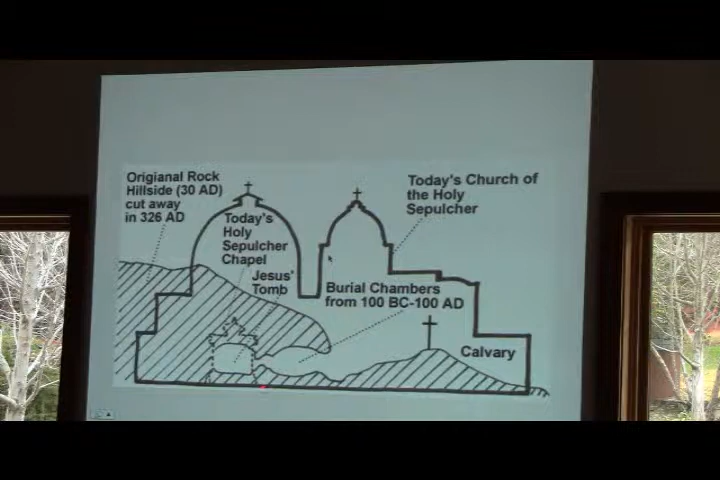 Origianal Rock
Hillside (30 AD)
cut away
in 326 AD
Today's
Holy
Sepulcher
Chapel
Jesus'
Tomb
Today's Church of
the Holy
Sepulcher
Burial Chambers
from 100 BC-100 AD
Calvary